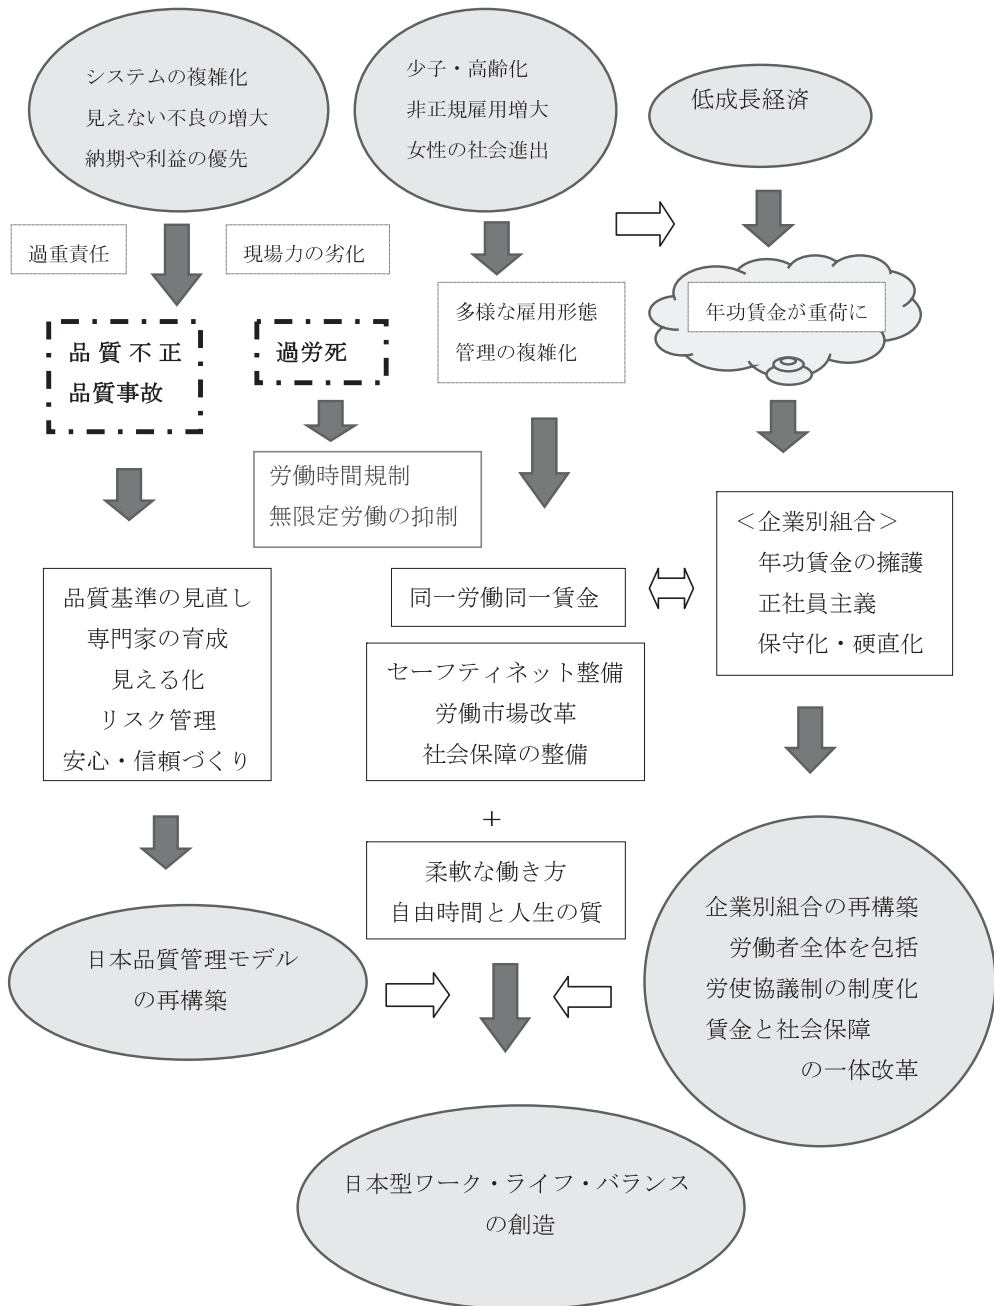 システムの複雑化
見えない不良の増大
納期や利益の優先
少子・高齢化
非正規雇用増大
女性の社会進出
低成長経済
過重責任
現場力の劣化
品質不正
品質事故
過労死
多様な雇用形態
管理の複雑化
年功賃金が重荷に
労働時間規制
無限定労働の抑制
＜企業別組合＞
年功賃金の擁護
正社員主義
保守化・硬直化
品質基準の見直し
専門家の育成
見える化
リスク管理
安心・信頼づくり
同一労働同一賃金
セーフティネット整備
労働市場改革
社会保障の整備
+
柔軟な働き方
自由時間と人生の質
日本品質管理モデル
の再構築
企業別組合の再構築
労働者全体を包括
労使協議制の制度化
賃金と社会保障
の一体改革
日本型ワーク・ライフ・バランス
の創造